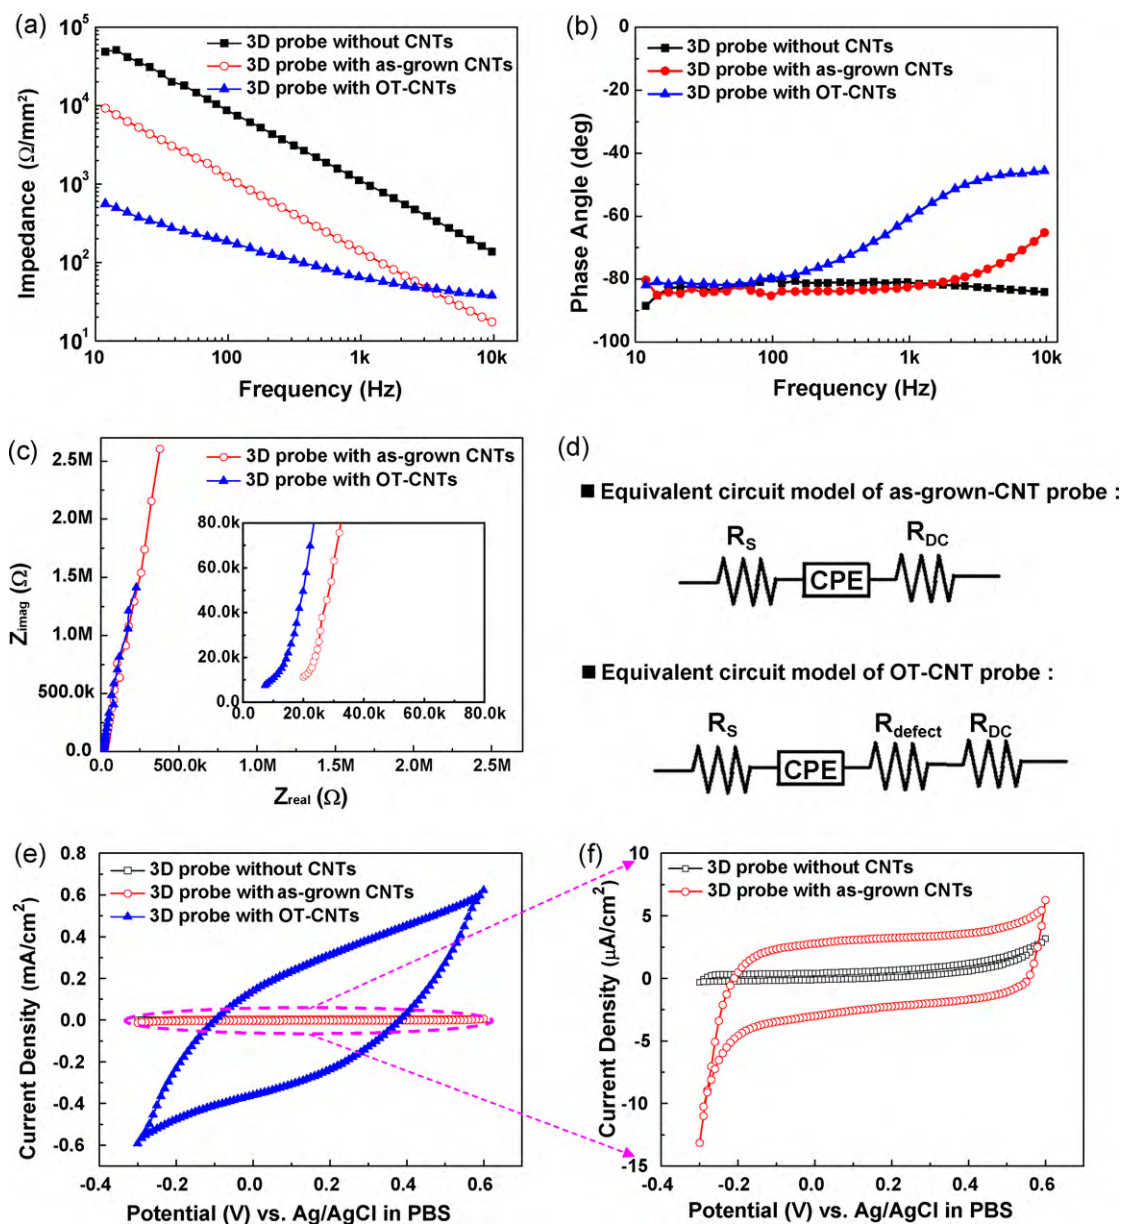 (a)
10^5
10^4
10^3
10^2
10^1
10
100
1k
10k
Impedance (Ω/mm²)
Frequency (Hz)
3D probe without CNTs
3D probe with as-grown CNTs
3D probe with OT-CNTs
(b)
0
-20
-40
-60
-80
-100
10
100
1k
10k
Phase Angle (deg)
Frequency (Hz)
3D probe without CNTs
3D probe with as-grown CNTs
3D probe with OT-CNTs
(c)
2.5M
2.0M
1.5M
1.0M
500.0k
0.0
0.0
500.0k
1.0M
1.5M
2.0M
2.5M
Zimag (Ω)
Zreal (Ω)
3D probe with as-grown CNTs
3D probe with OT-CNTs
80.0k
60.0k
40.0k
20.0k
0.0
0.0
20.0k
40.0k
60.0k
80.0k
(d)
■ Equivalent circuit model of as-grown-CNT probe :
RS
CPE
RDC
■ Equivalent circuit model of OT-CNT probe :
RS
CPE
Rdefect
RDC
(e)
0.8
0.6
0.4
0.2
0.0
-0.2
-0.4
-0.6
-0.4
-0.2
0.0
0.2
0.4
0.6
Current Density (mA/cm²)
Potential (V) vs. Ag/AgCl in PBS
3D probe without CNTs
3D probe with as-grown CNTs
3D probe with OT-CNTs
(f)
10
5
0
-5
-10
-15
-0.4
-0.2
0.0
0.2
0.4
0.6
Current Density (μA/cm²)
Potential (V) vs. Ag/AgCl in PBS
3D probe without CNTs
3D probe with as-grown CNTs